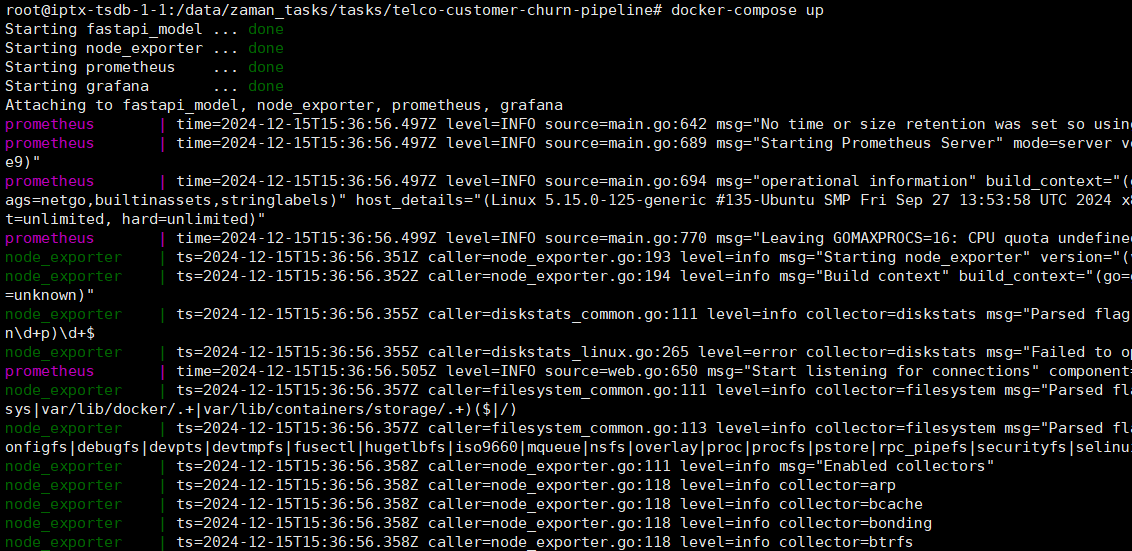 root@iptx-tsdb-1-1:/data/zaman_tasks/tasks/telco-customer-churn-pipeline# docker-compose up
Starting fastapi_model ... done
Starting node_exporter ... done
Starting prometheus    ... done
Starting grafana       ... done
Attaching to fastapi_model, node_exporter, prometheus, grafana
prometheus       | time=2024-12-15T15:36:56.497Z level=INFO source=main.go:642 msg="No time or size retention was set so using
prometheus       | time=2024-12-15T15:36:56.497Z level=INFO source=main.go:689 msg="Starting Prometheus Server" mode=server ve
e9)"
prometheus       | time=2024-12-15T15:36:56.497Z level=INFO source=main.go:694 msg="operational information" build_context="(
ags=netgo,builtinassets,stringlabels)" host_details="(Linux 5.15.0-125-generic #135-Ubuntu SMP Fri Sep 27 13:53:58 UTC 2024 x8
t=unlimited, hard=unlimited)"
prometheus       | time=2024-12-15T15:36:56.499Z level=INFO source=main.go:770 msg="Leaving GOMAXPROCS=16: CPU quota undefined
node_exporter    | ts=2024-12-15T15:36:56.351Z caller=node_exporter.go:193 level=info msg="Starting node_exporter" version="(
node_exporter    | ts=2024-12-15T15:36:56.352Z caller=node_exporter.go:194 level=info msg="Build context" build_context="(go=
=unknown)"
node_exporter    | ts=2024-12-15T15:36:56.355Z caller=diskstats_common.go:111 level=info collector=diskstats msg="Parsed flag
n\d+p)\d+$
node_exporter    | ts=2024-12-15T15:36:56.355Z caller=diskstats_linux.go:265 level=error collector=diskstats msg="Failed to op
prometheus       | time=2024-12-15T15:36:56.505Z level=INFO source=web.go:650 msg="Start listening for connections" component=
node_exporter    | ts=2024-12-15T15:36:56.357Z caller=filesystem_common.go:111 level=info collector=filesystem msg="Parsed fla
sys|var/lib/docker/.+|var/lib/containers/storage/.+)($|/)
node_exporter    | ts=2024-12-15T15:36:56.357Z caller=filesystem_common.go:113 level=info collector=filesystem msg="Parsed fla
onfigfs|debugfs|devpts|devtmpfs|fusectl|hugetlbfs|iso9660|mqueue|nsfs|overlay|proc|procfs|pstore|rpc_pipefs|securityfs|selinu
node_exporter    | ts=2024-12-15T15:36:56.358Z caller=node_exporter.go:111 level=info msg="Enabled collectors"
node_exporter    | ts=2024-12-15T15:36:56.358Z caller=node_exporter.go:118 level=info collector=arp
node_exporter    | ts=2024-12-15T15:36:56.358Z caller=node_exporter.go:118 level=info collector=bcache
node_exporter    | ts=2024-12-15T15:36:56.358Z caller=node_exporter.go:118 level=info collector=bonding
node_exporter    | ts=2024-12-15T15:36:56.358Z caller=node_exporter.go:118 level=info collector=btrfs